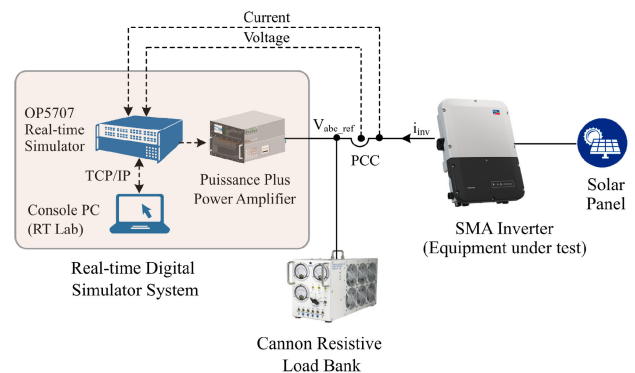 Current
Voltage
OP5707
Real-time
Simulator
TCP/IP
Console PC
(RT Lab)
Puissance Plus
Power Amplifier
Real-time Digital
Simulator System
Vabc_ref
PCC
iinv
SMA Inverter
(Equipment under test)
Solar
Panel
Cannon Resistive
Load Bank